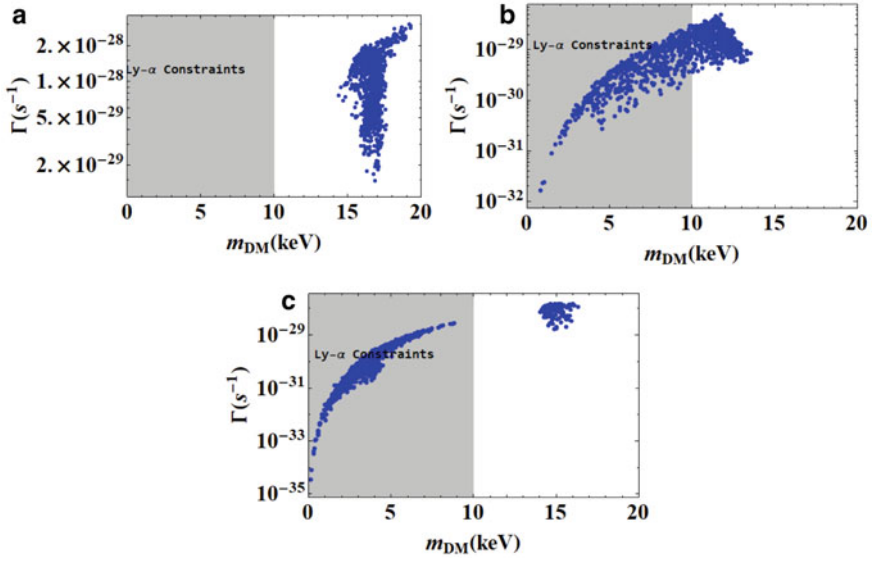 a
2.×10⁻²⁸
1.×10⁻²⁸
5.×10⁻²⁹
2.×10⁻²⁹
Γ(s⁻¹)
Ly-α Constraints
0 5 10 15 20
m_DM(keV)
b
10⁻²⁹
10⁻³⁰
10⁻³¹
10⁻³²
Γ(s⁻¹)
Ly-α Constraints
0 5 10 15 20
m_DM(keV)
c
10⁻²⁹
10⁻³¹
10⁻³³
10⁻³⁵
Γ(s⁻¹)
Ly-α Constraints
0 5 10 15 20
m_DM(keV)